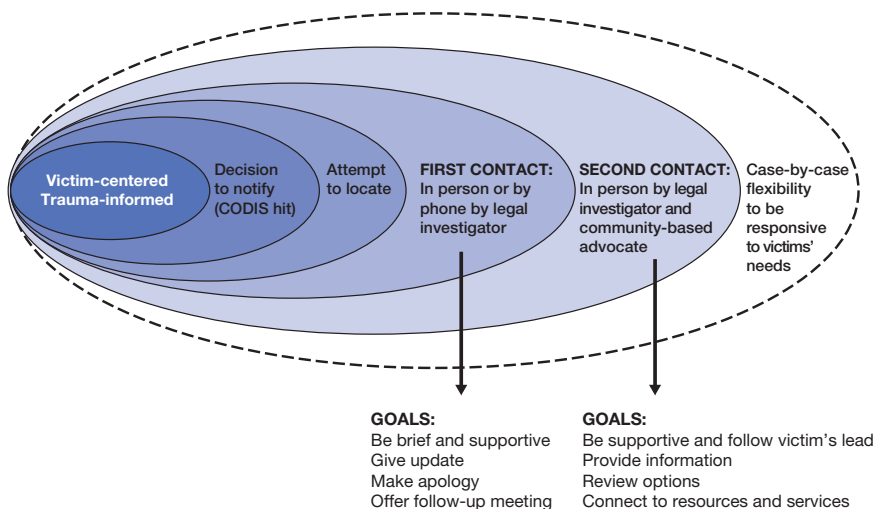 Victim-centered
Trauma-informed
Decision
to notify
(CODIS hit)
Attempt
to locate
FIRST CONTACT:
In person or by
phone by legal
investigator
SECOND CONTACT:
In person by legal
investigator and
community-based
advocate
Case-by-case
flexibility
to be
responsive
to victims'
needs
GOALS:
Be brief and supportive
Give update
Make apology
Offer follow-up meeting
GOALS:
Be supportive and follow victim's lead
Provide information
Review options
Connect to resources and services